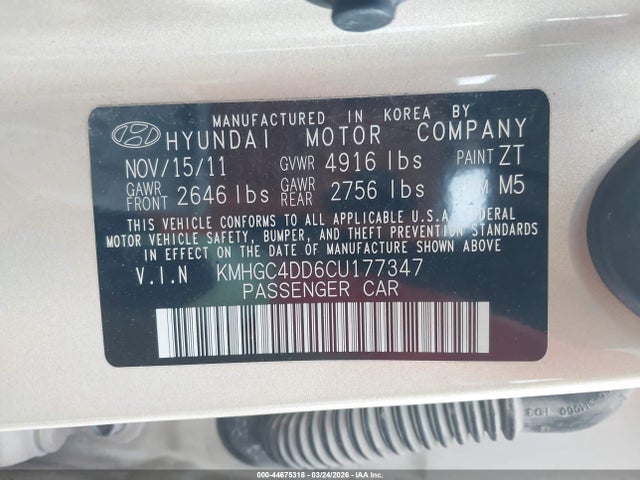 MANUFACTURED IN KOREA BY
HYUNDAI MOTOR COMPANY
NOV/15/11 GVWR 4916 lbs PAINT ZT
GAWR FRONT 2646 lbs GAWR REAR 2756 lbs M5
THIS VEHICLE CONFORMS TO ALL APPLICABLE U.S.A. FEDERAL
MOTOR VEHICLE SAFETY, BUMPER, AND THEFT PREVENTION STANDARDS
IN EFFECT ON THE DATE OF MANUFACTURE SHOWN ABOVE
V.I.N KMHGC4DD6CU177347
PASSENGER CAR
000-44675318 - 03/24/2026 - IAA, Inc.